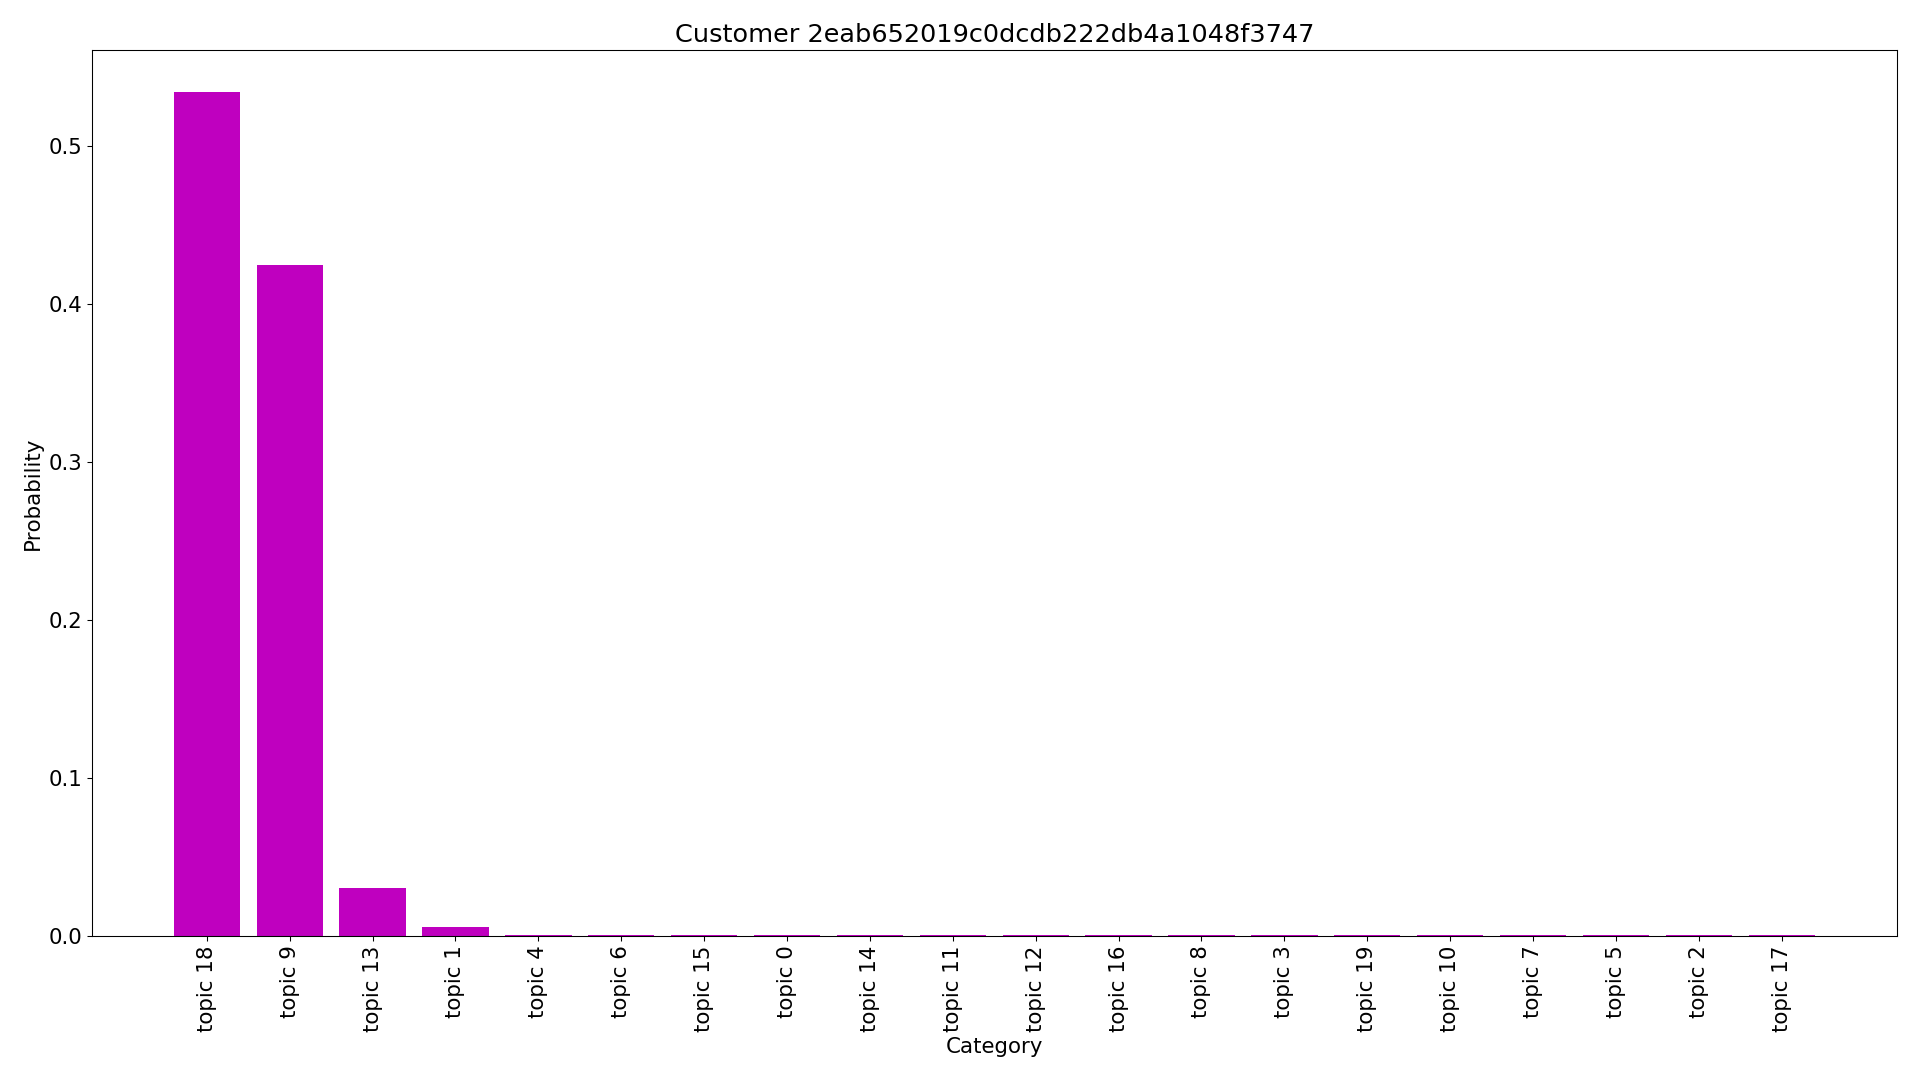 Customer 2eab652019c0dcdb222db4a1048f3747
Probability
0.5
0.4
0.3
0.2
0.1
0.0
topic 18
topic 9
topic 13
topic 1
topic 4
topic 6
topic 15
topic 0
topic 14
topic 11
topic 12
topic 16
topic 8
topic 3
topic 19
topic 10
topic 7
topic 5
topic 2
topic 17
Category